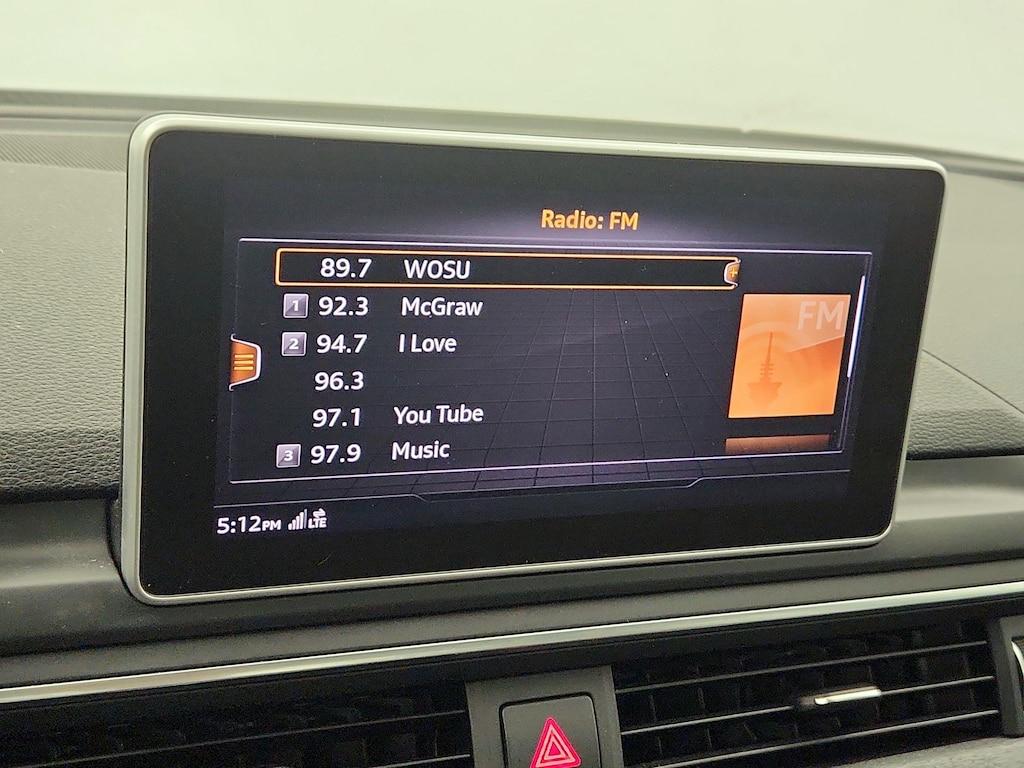 Radio: FM
89.7 WOSU
1 92.3 McGraw
FM
2 94.7 I Love
96.3
97.1 You Tube
3 97.9 Music
5:12PM LTE